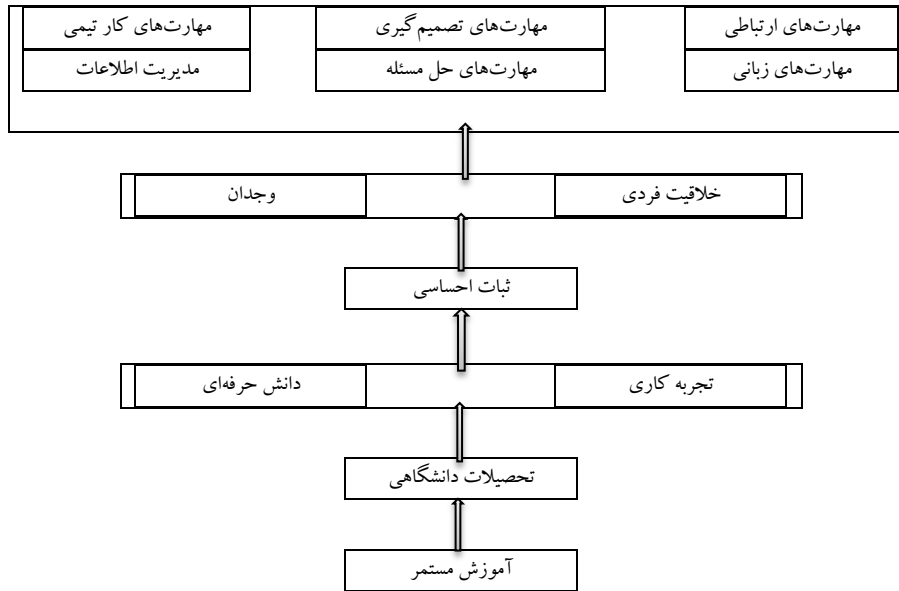 مهارت‌های ارتباطی
مهارت‌های تصمیم‌گیری
مهارت‌های کار تیمی
مهارت‌های زبانی
مهارت‌های حل مسئله
مدیریت اطلاعات
خلاقیت فردی
وجدان
ثبات احساسی
تجربه کاری
دانش حرفه‌ای
تحصیلات دانشگاهی
آموزش مستمر